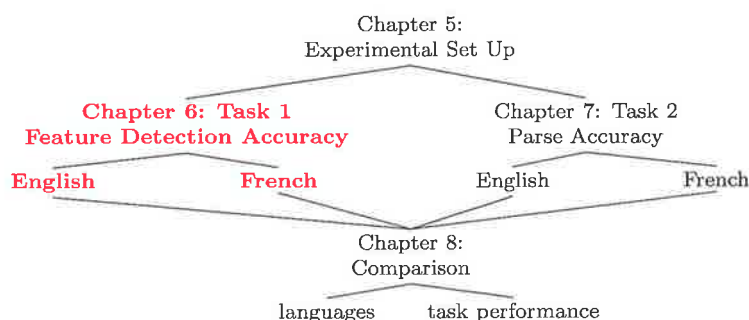 Chapter 5:
Experimental Set Up
Chapter 6: Task 1
Feature Detection Accuracy
Chapter 7: Task 2
Parse Accuracy
English
French
English
French
Chapter 8:
Comparison
languages
task performance